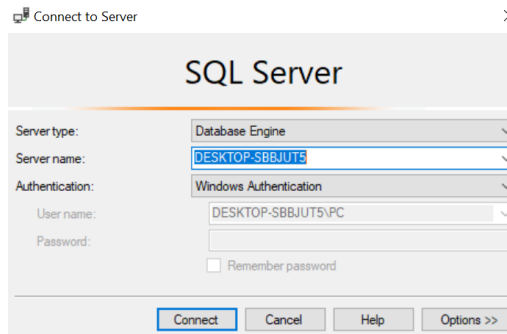 Connect to Server
SQL Server
Server type: Database Engine
Server name: DESKTOP-SBBJUT5
Authentication: Windows Authentication
User name: DESKTOP-SBBJUT5\PC
Password:
Remember password
Connect Cancel Help Options >>